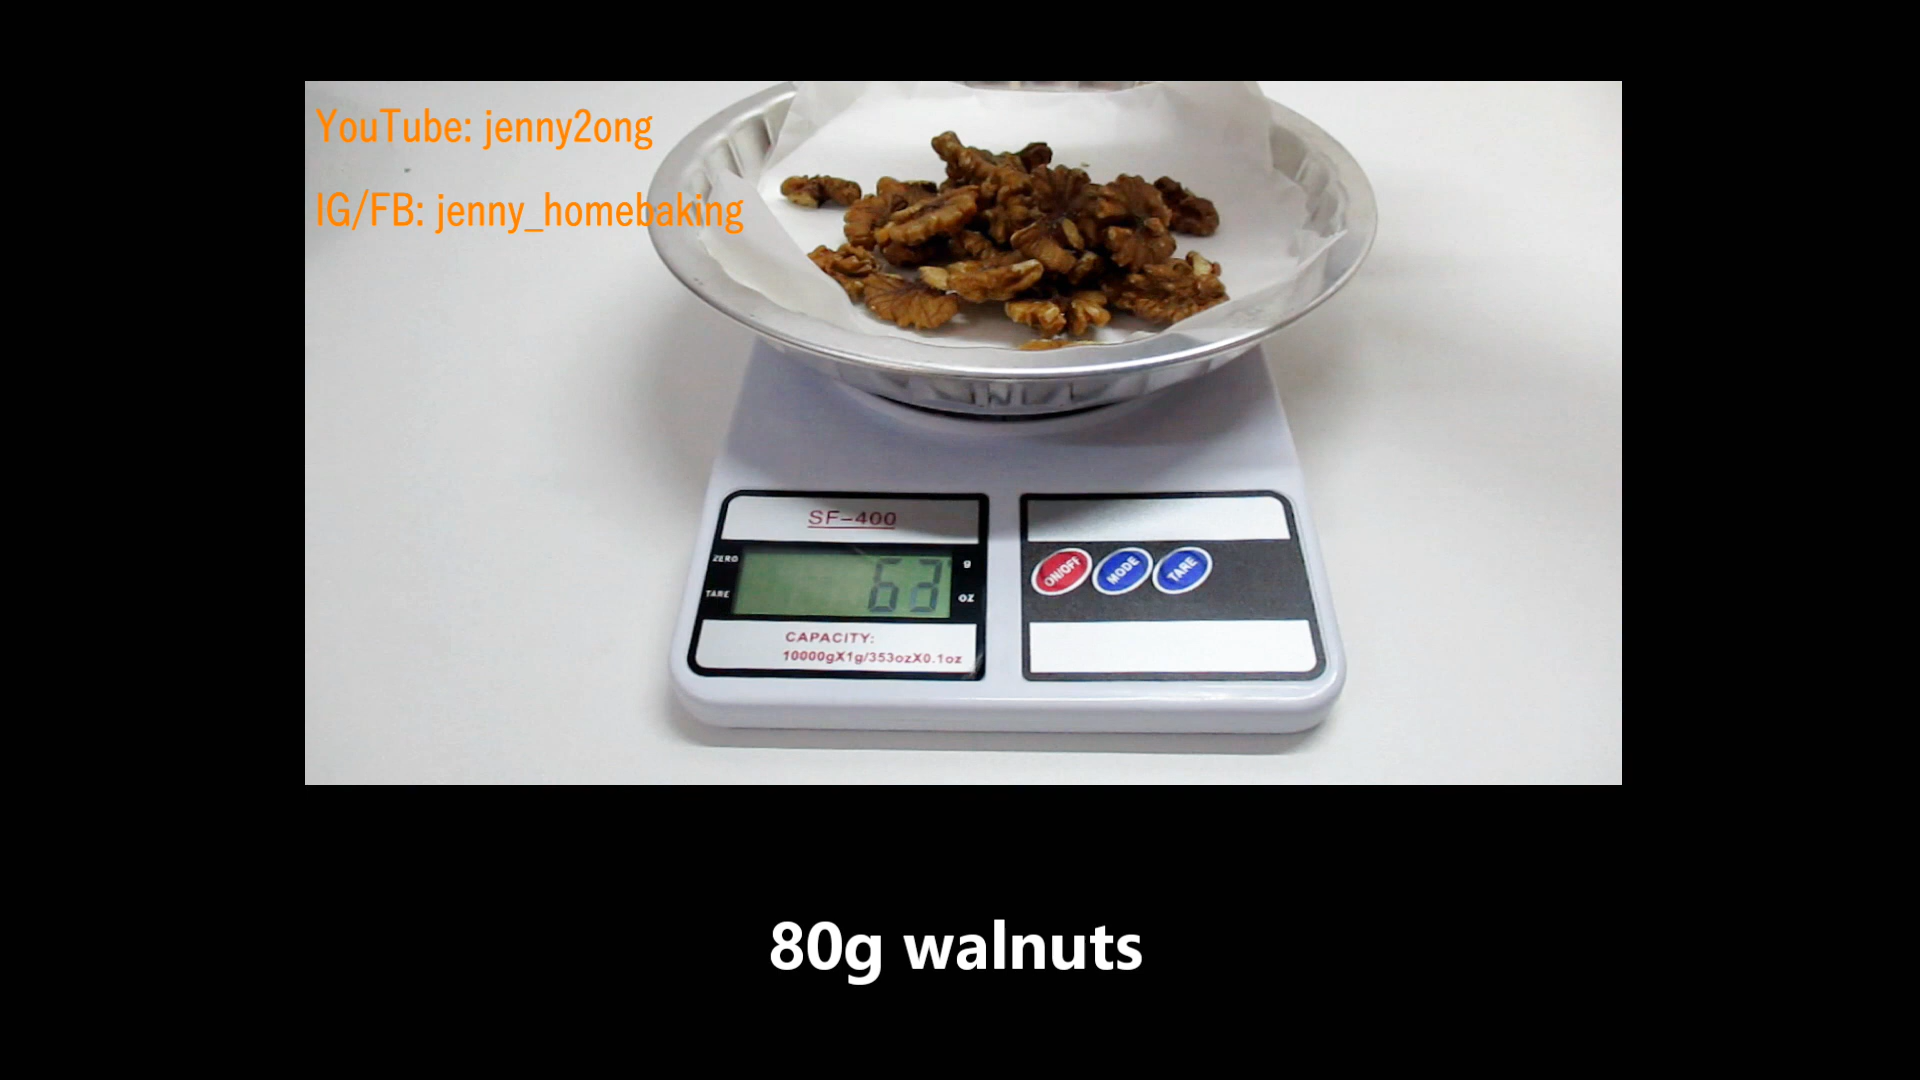 YouTube: jenny2ong
IG/FB: jenny_homebaking
SF-400
ZERO
g
TARE
oz
ON/OFF
MODE
TARE
CAPACITY:
10000gX1g/353ozX0.1oz
80g walnuts